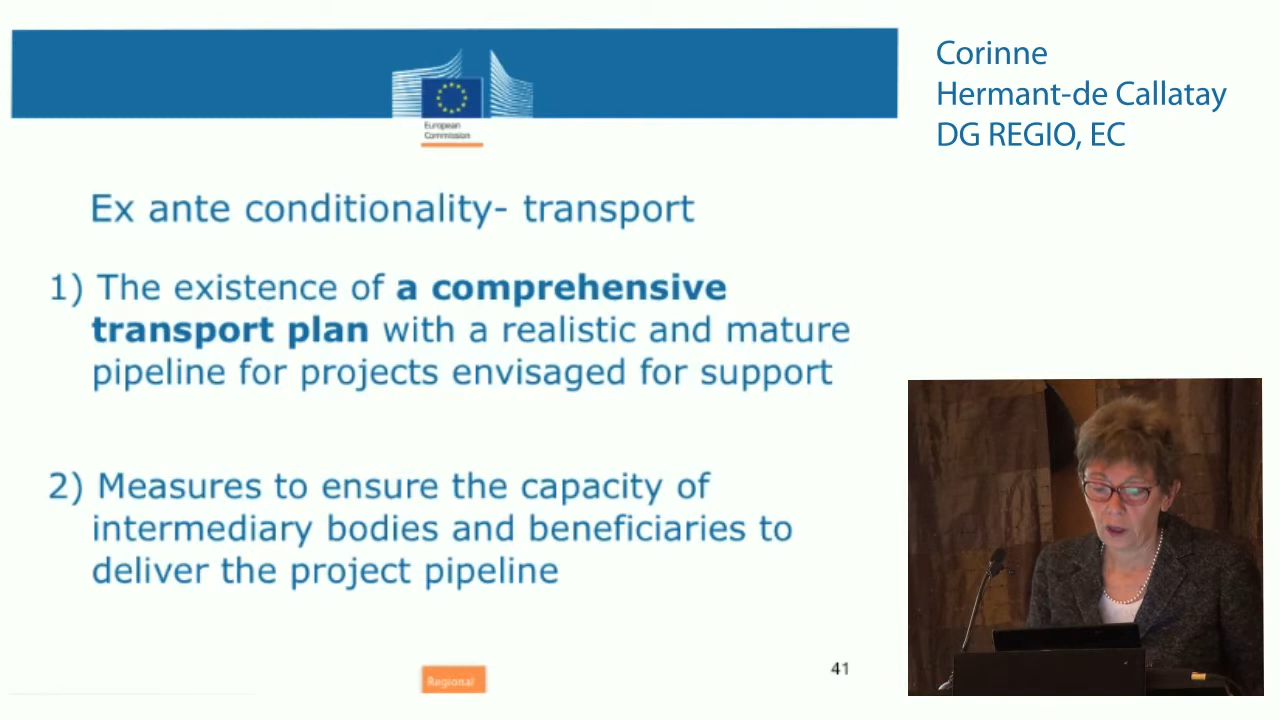 Corinne
Hermant-de Callatay
DG REGIO, EC
European
Commission
Ex ante conditionality- transport
1) The existence of a comprehensive
transport plan with a realistic and mature
pipeline for projects envisaged for support
2) Measures to ensure the capacity of
intermediary bodies and beneficiaries to
deliver the project pipeline
Regional
41